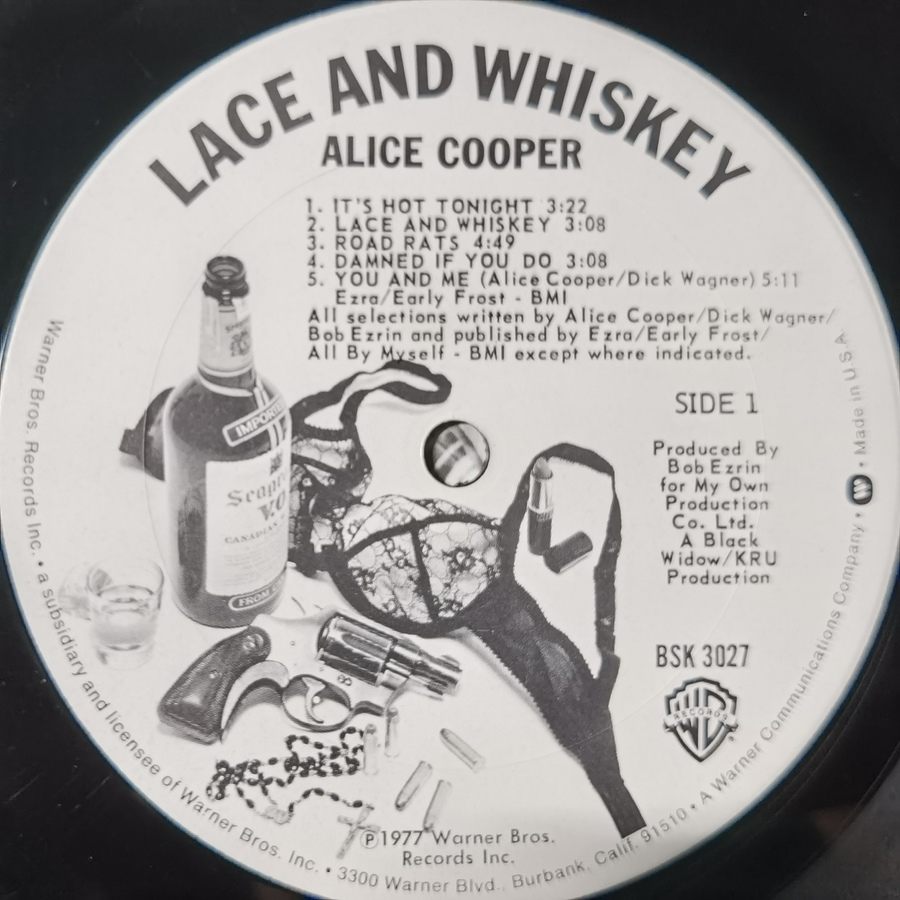 LACE AND WHISKEY
ALICE COOPER
1. IT'S HOT TONIGHT 3:22
2. LACE AND WHISKEY 3:08
3. ROAD RATS 4:49
4. DAMNED IF YOU DO 3:08
5. YOU AND ME (Alice Cooper/Dick Wagner) 5:11
Ezra/Early Frost - BMI
All selections written by Alice Cooper/Dick Wagner/
Bob Ezrin and published by Ezra/Early Frost/
All By Myself - BMI except where indicated.
SIDE 1
Produced By
Bob Ezrin
for My Own
Production
Co. Ltd.
A Black
Widow/KRU
Production
BSK 3027
RECORDS
IMPORTED
V.O.
CANADIAN
℗1977 Warner Bros.
Records Inc.
Warner Bros. Records Inc. • a subsidiary and licensee of Warner Bros. Inc. • 3300 Warner Blvd., Burbank, Calif. 91510 • A Warner Communications Company • Made in U.S.A.